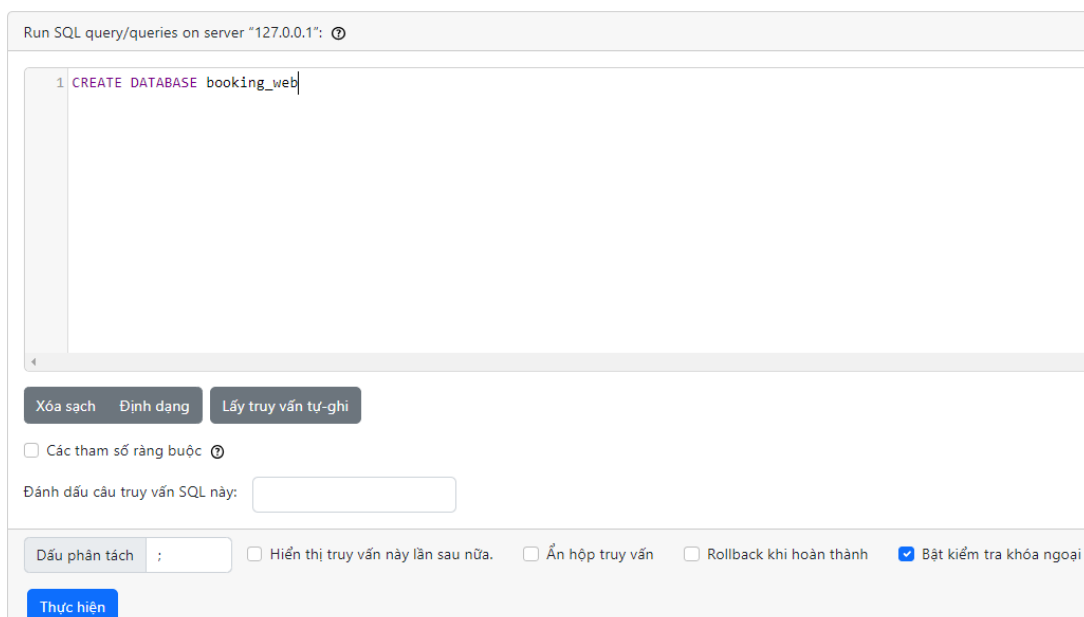 Run SQL query/queries on server “127.0.0.1”:
1 CREATE DATABASE booking_web
Xóa sạch Định dạng Lấy truy vấn tự-ghi
Các tham số ràng buộc
Đánh dấu câu truy vấn SQL này:
Dấu phân tách ; Hiển thị truy vấn này lần sau nữa. Ẩn hộp truy vấn Rollback khi hoàn thành Bật kiểm tra khóa ngoại
Thực hiện